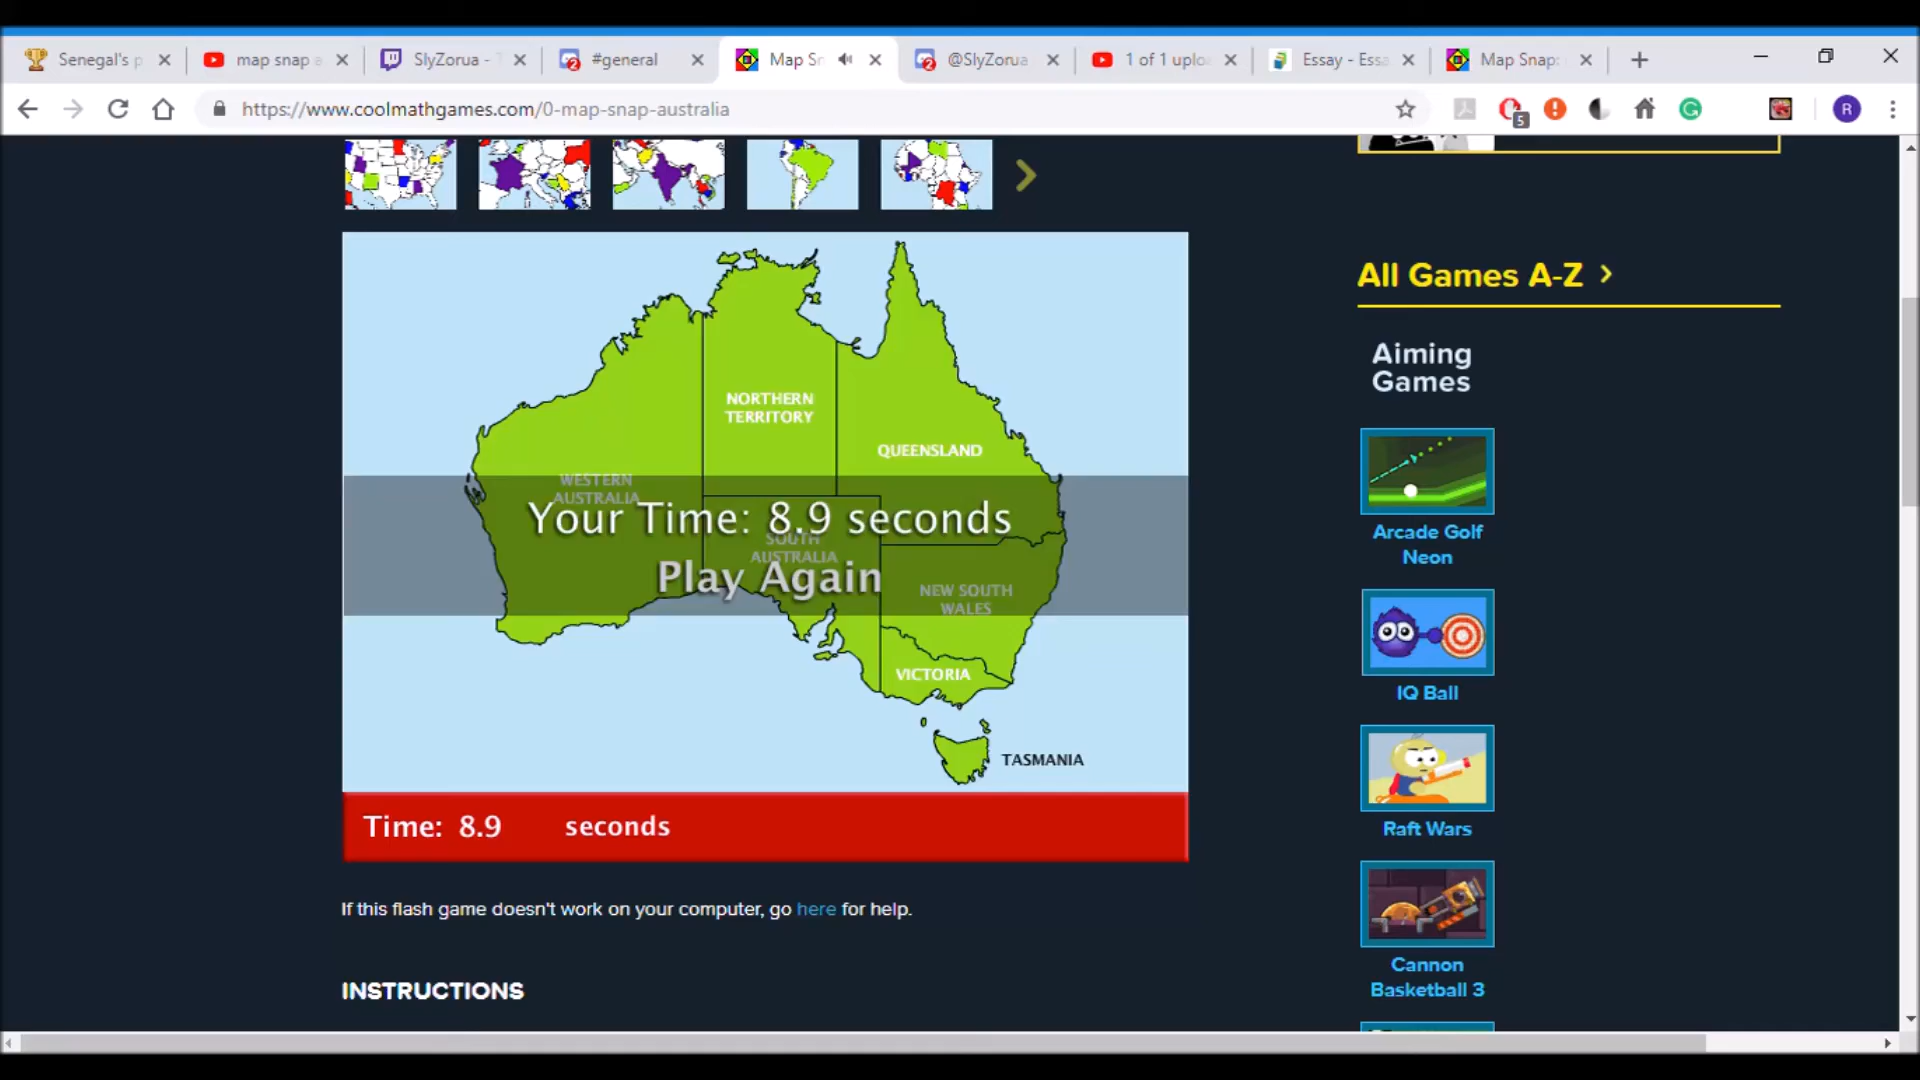 Senegal's p
map snap a
SlyZorua - T
#general
Map Sn
@SlyZorua
1 of 1 uplo
Essay - Essa
Map Snap:
https://www.coolmathgames.com/0-map-snap-australia
5
R
All Games A-Z
Aiming
Games
NORTHERN
TERRITORY
QUEENSLAND
WESTERN
AUSTRALIA
Your Time: 8.9 seconds
SOUTH
AUSTRALIA
Play Again
NEW SOUTH
WALES
VICTORIA
TASMANIA
Time: 8.9 seconds
Arcade Golf
Neon
IQ Ball
Raft Wars
Cannon
Basketball 3
If this flash game doesn't work on your computer, go here for help.
INSTRUCTIONS